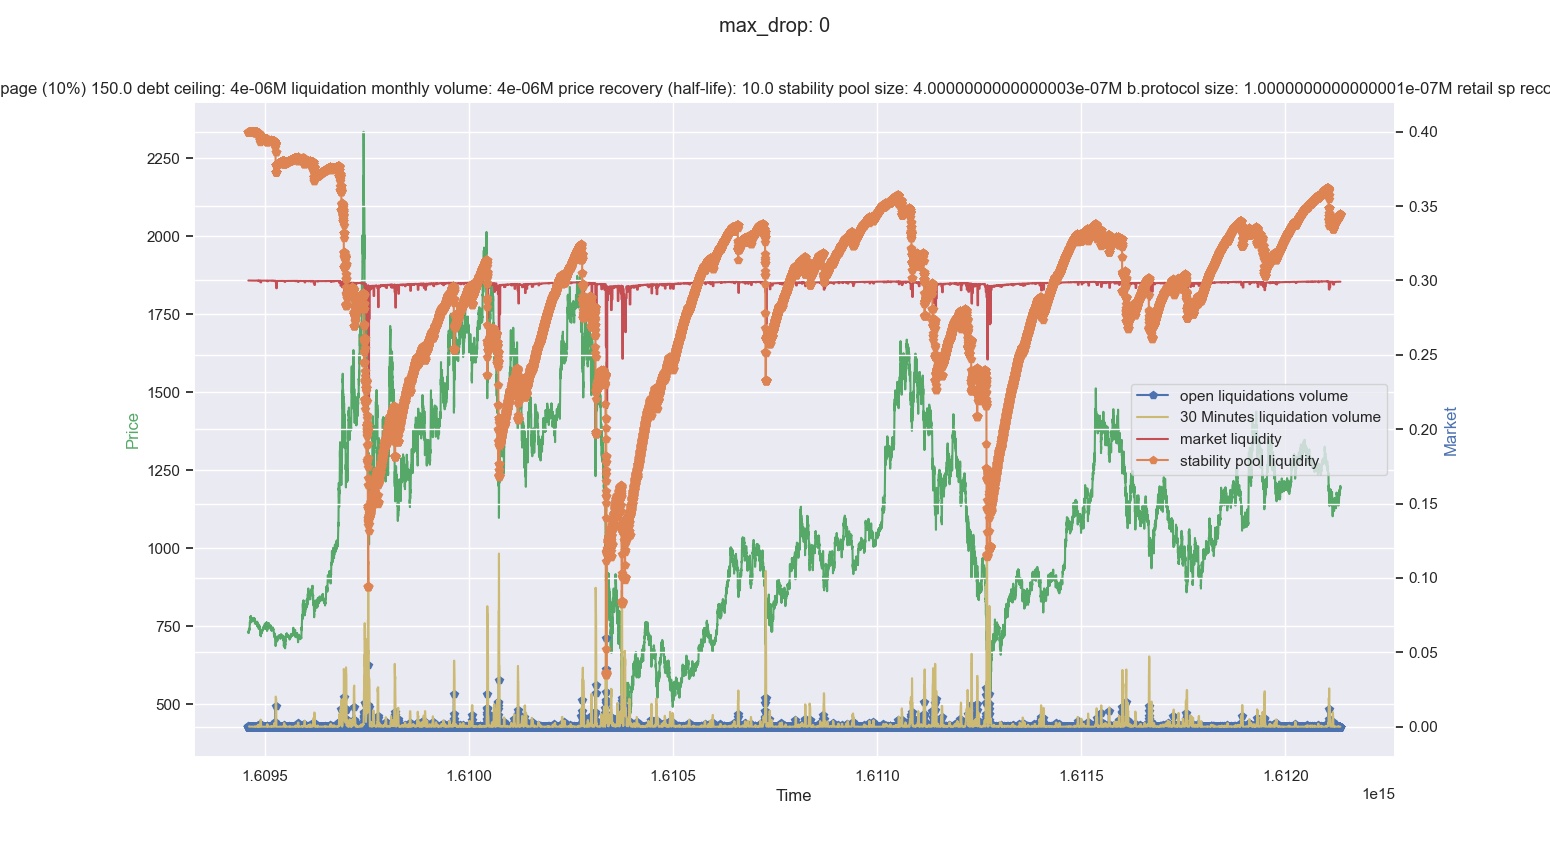 max_drop: 0
page (10%) 150.0 debt ceiling: 4e-06M liquidation monthly volume: 4e-06M price recovery (half-life): 10.0 stability pool size: 4.0000000000000003e-07M b.protocol size: 1.0000000000000001e-07M retail sp reco
2250
2000
1750
1500
1250
1000
750
500
Price
0.40
0.35
0.30
0.25
0.20
0.15
0.10
0.05
0.00
Market
open liquidations volume
30 Minutes liquidation volume
market liquidity
stability pool liquidity
1.6095 1.6100 1.6105 1.6110 1.6115 1.6120
Time
1e15